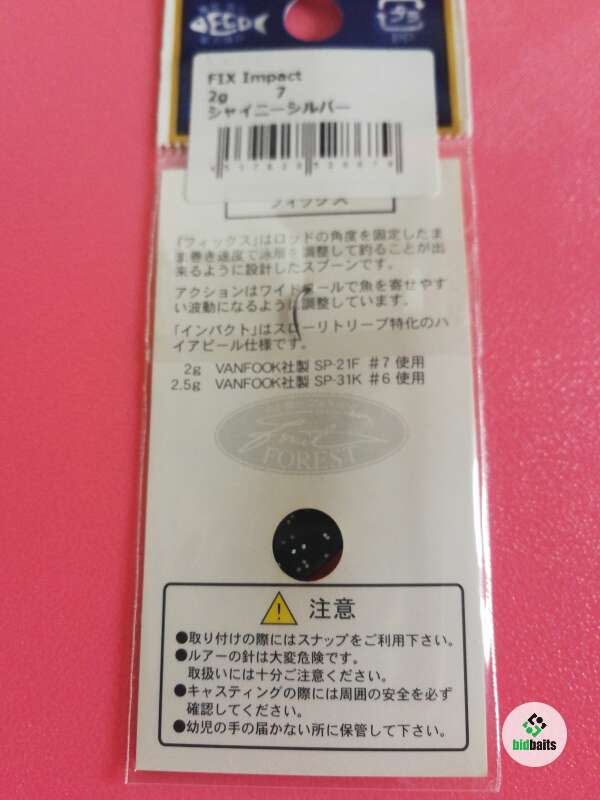 プラ
FIX Impact
2g 7
シャイニーシルバー
フィックス
「フィックス」はロッドの角度を固定したま
ま巻き速度で泳層を調整して釣ることが出
来るように設計したスプーンです。
アクションはワイドロールで魚を寄せやす
い波動になるように調整しています。
「インパクト」はスローリトリーブ特化のハ
イアピール仕様です。
2g VANFOOK社製 SP-21F #7 使用
2.5g VANFOOK社製 SP-31K #6 使用
FOREST
注意
●取り付けの際にはスナップをご利用下さい。
●ルアーの針は大変危険です。
取扱いには十分ご注意ください。
●キャスティングの際には周囲の安全を必ず
確認してください。
●幼児の手の届かない所に保管して下さい。
bidbaits